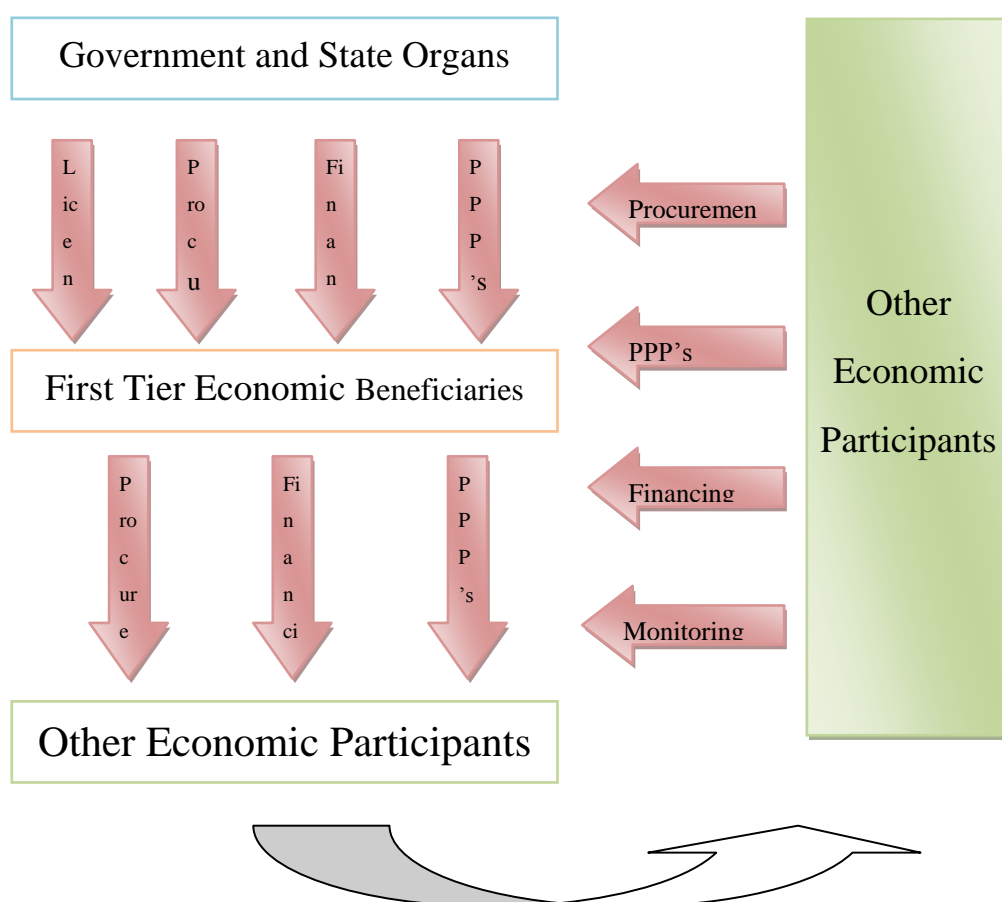 Government and State Organs
L
ic
e
n
P
roc
c
u
Fi
n
a
n
P
P
P
’s
First Tier Economic Beneficiaries
P
ro
c
ur
e
Fi
n
a
n
ci
P
P
P
’s
Other Economic Participants
Procuremen
PPP’s
Financing
Monitoring
Other
Economic
Participants